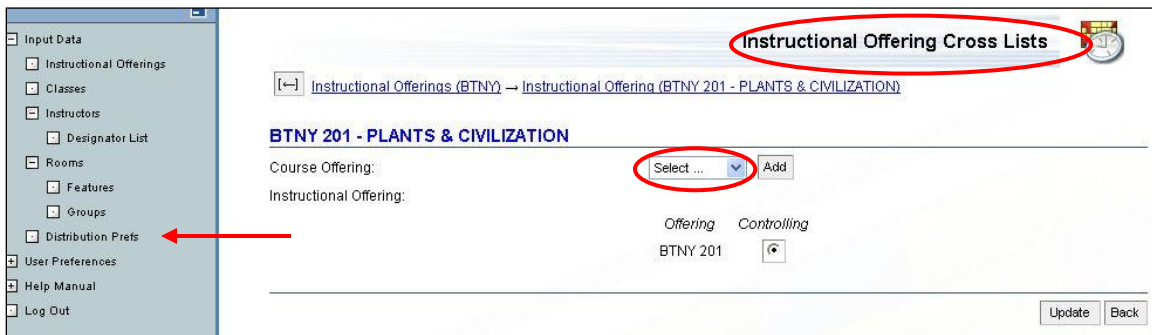 Input Data
Instructional Offerings
Classes
Instructors
Designator List
Rooms
Features
Groups
Distribution Prefs
User Preferences
Help Manual
Log Out
Instructional Offering Cross Lists
[←] Instructional Offerings (BTNY) → Instructional Offering (BTNY 201 - PLANTS & CIVILIZATION)
BTNY 201 - PLANTS & CIVILIZATION
Course Offering: Select ... Add
Instructional Offering:
Offering Controlling
BTNY 201
Update Back